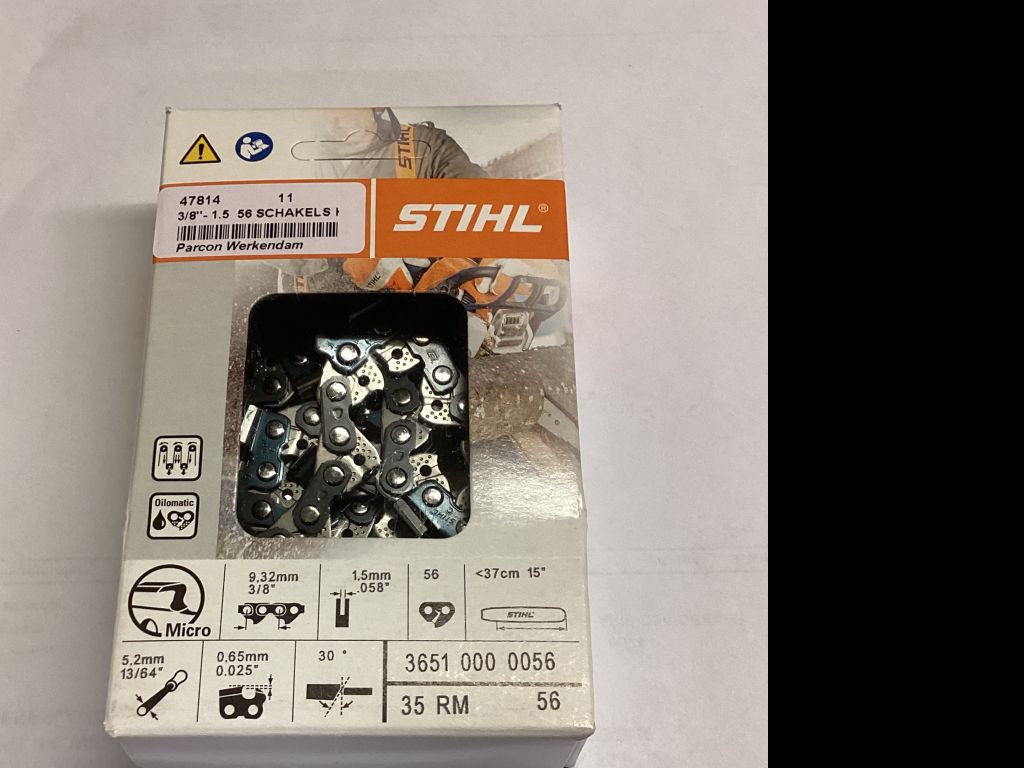 STIHL
47814 11
3/8"- 1.5 56 SCHAKELS
Parcon Werkendam
STIHL®
STIHL
Oilomatic
9,32mm
3/8"
1,5mm
.058"
56
<37cm 15"
STIHL
Micro
5,2mm
13/64"
0,65mm
0.025"
30 °
3651 000 0056
35 RM 56